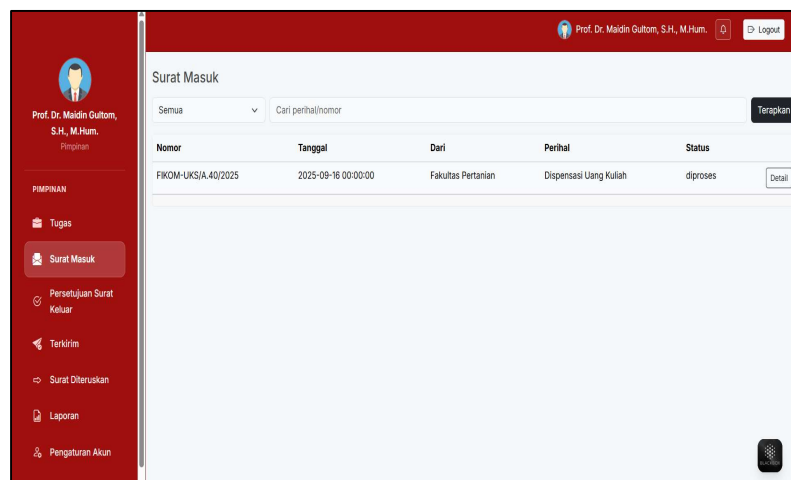 Prof. Dr. Maidin Gultom, S.H., M.Hum.
Logout
Prof. Dr. Maidin Gultom,
S.H., M.Hum.
Pimpinan
PIMPINAN
Tugas
Surat Masuk
Persetujuan Surat
Keluar
Terkirim
Surat Diteruskan
Laporan
Pengaturan Akun
Surat Masuk
Semua
Cari perihal/nomor
Terapkan
Nomor Tanggal Dari Perihal Status
FIKOM-UKS/A.40/2025 2025-09-16 00:00:00 Fakultas Pertanian Dispensasi Uang Kuliah diproses Detail